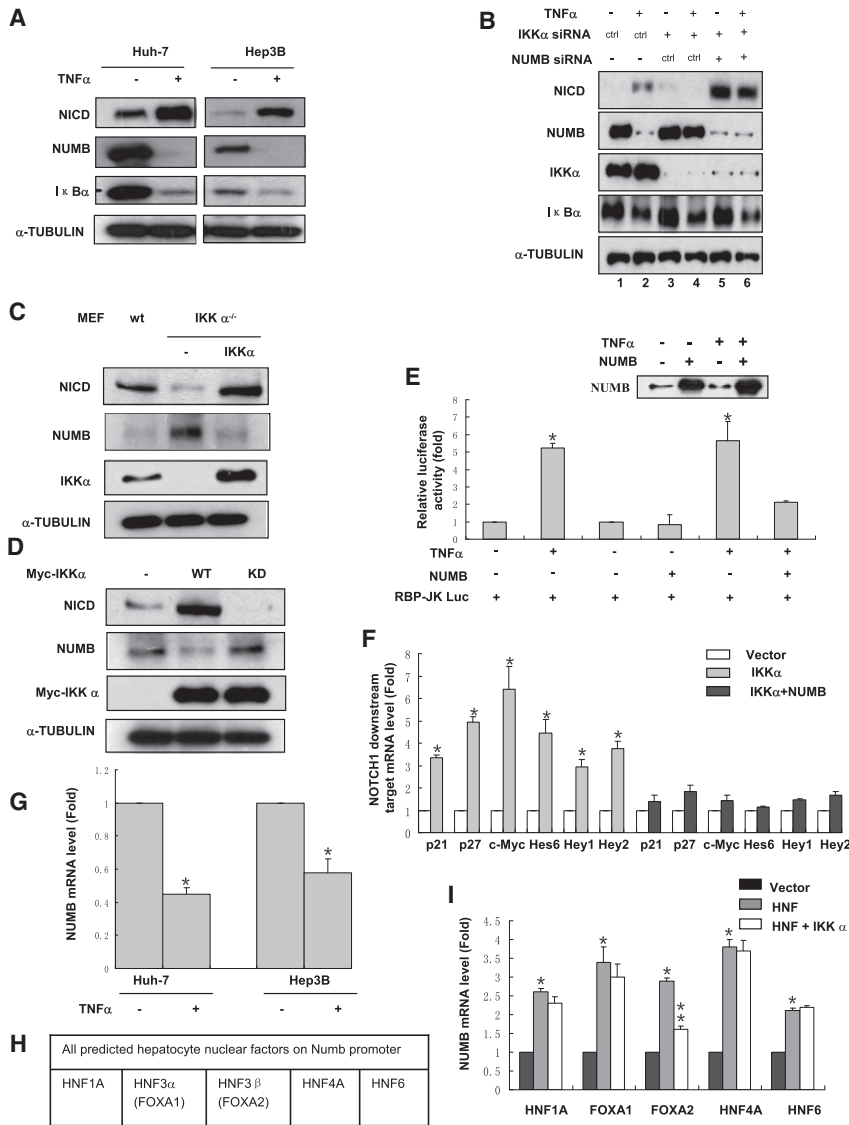 A
Huh-7 Hep3B
TNFα - + - +
NICD
NUMB
IκBα
α-TUBULIN
B
TNFα - + - + - +
IKKα siRNA ctrl ctrl + + + +
NUMB siRNA - - ctrl ctrl + +
NICD
NUMB
IKKα
IκBα
α-TUBULIN
1 2 3 4 5 6
C
MEF wt IKK α-/-
- IKKα
NICD
NUMB
IKKα
α-TUBULIN
D
Myc-IKKα - WT KD
NICD
NUMB
Myc-IKK α
α-TUBULIN
E
TNFα - - + +
NUMB - + - +
NUMB
Relative luciferase
activity (fold)
8
7
6
5
4
3
2
1
0
* *
TNFα - + - - + +
NUMB - - - + - +
RBP-JK Luc + + + + + +
F
Vector
IKKα
IKKα+NUMB
NOTCH1 downstream
target mRNA level (Fold)
8
7
6
5
4
3
2
1
0
* * * * * *
p21 p27 c-Myc Hes6 Hey1 Hey2 p21 p27 c-Myc Hes6 Hey1 Hey2
G
NUMB mRNA level (Fold)
1.2
1
0.8
0.6
0.4
0.2
0
* *
Huh-7 Hep3B
TNFα - + - +
H
All predicted hepatocyte nuclear factors on Numb promoter
HNF1A HNF3α HNF3β HNF4A HNF6
(FOXA1) (FOXA2)
I
Vector
HNF
HNF + IKK α
NUMB mRNA level (Fold)
4.5
4
3.5
3
2.5
2
1.5
1
0.5
0
* * * ** * *
HNF1A FOXA1 FOXA2 HNF4A HNF6